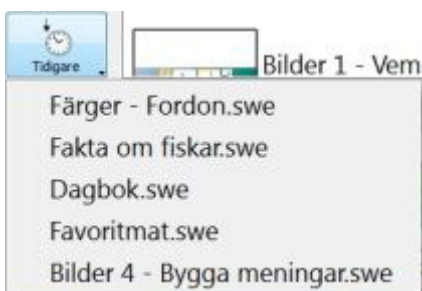 Tidigare
Bilder 1 - Vem
Färger - Fordon.swe
Fakta om fiskar.swe
Dagbok.swe
Favoritmat.swe
Bilder 4 - Bygga meningar.swe